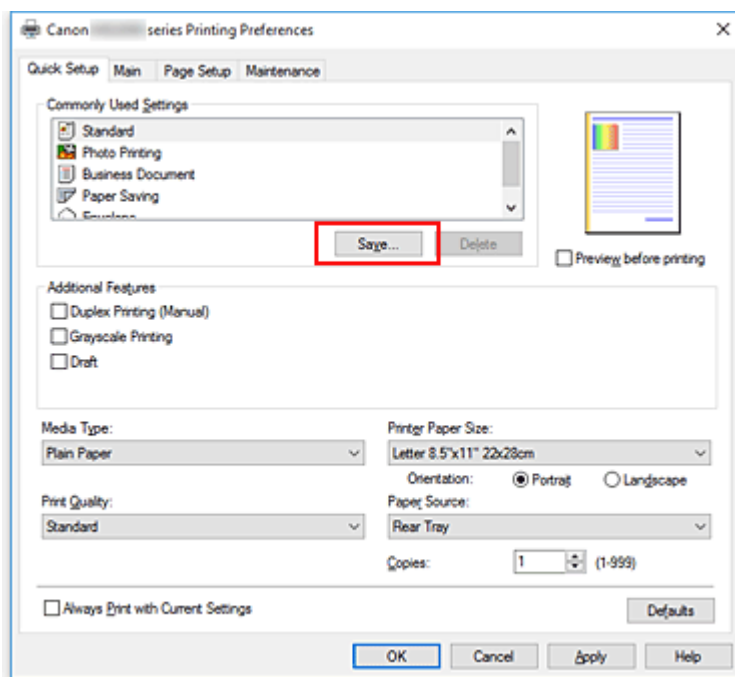 Canon series Printing Preferences
Quick Setup Main Page Setup Maintenance
Commonly Used Settings
Standard
Photo Printing
Business Document
Paper Saving
Envelope
Save... Delete
Preview before printing
Additional Features
Duplex Printing (Manual)
Grayscale Printing
Draft
Media Type: Printer Paper Size:
Plain Paper Letter 8.5"x11" 22x28cm
Orientation: Portrait Landscape
Print Quality: Paper Source:
Standard Rear Tray
Copies: 1 (1-999)
Always Print with Current Settings Defaults
OK Cancel Apply Help